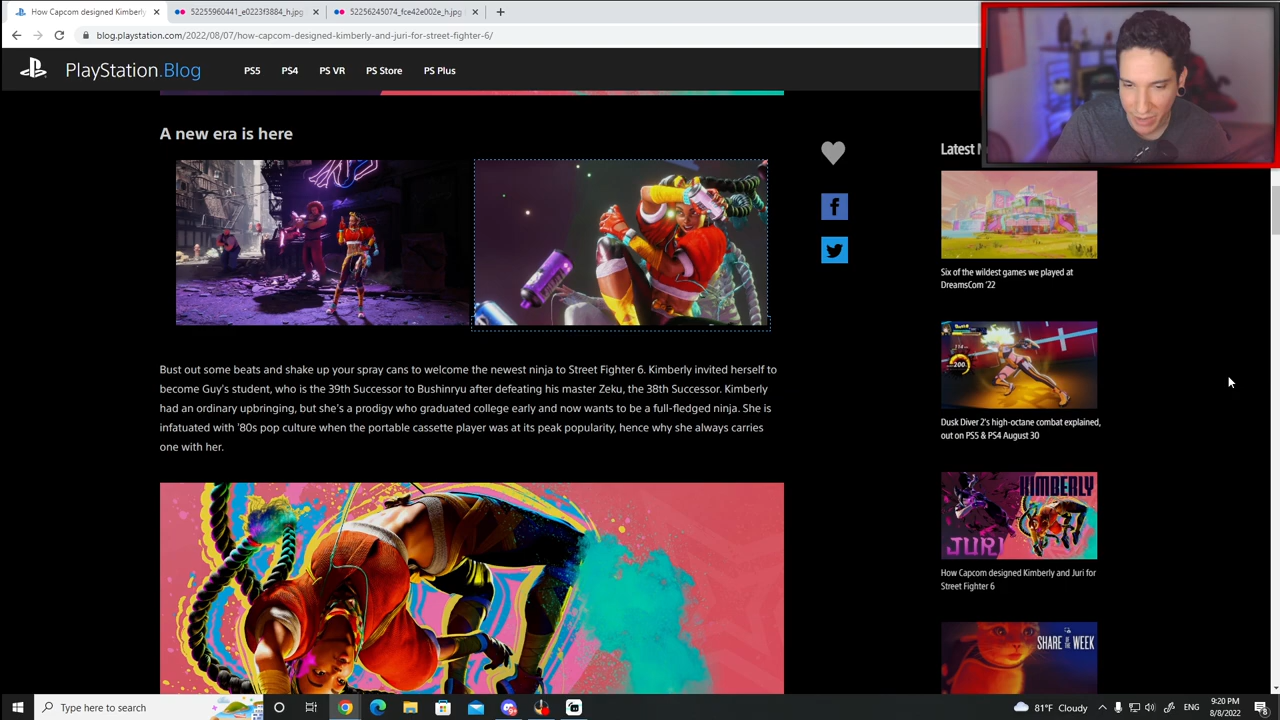 How Capcom designed Kimberly
52255960441_e0223f3884_h.jpg
52256245074_fce42e002e_h.jpg
blog.playstation.com/2022/08/07/how-capcom-designed-kimberly-and-juri-for-street-fighter-6/
PlayStation.Blog
PS5
PS4
PS VR
PS Store
PS Plus
A new era is here
Latest
Six of the wildest games we played at
DreamsCom '22
Bust out some beats and shake up your spray cans to welcome the newest ninja to Street Fighter 6. Kimberly invited herself to
become Guy's student, who is the 39th Successor to Bushinryu after defeating his master Zeku, the 38th Successor. Kimberly
had an ordinary upbringing, but she's a prodigy who graduated college early and now wants to be a full-fledged ninja. She is
infatuated with '80s pop culture when the portable cassette player was at its peak popularity, hence why she always carries
one with her.
200
Dusk Diver 2's high-octane combat explained,
out on PS5 & PS4 August 30
KIMBERLY
JURI
How Capcom designed Kimberly and Juri for
Street Fighter 6
SHARE OF THE WEEK
Type here to search
81°F Cloudy
ENG
9:20 PM
8/8/2022
8